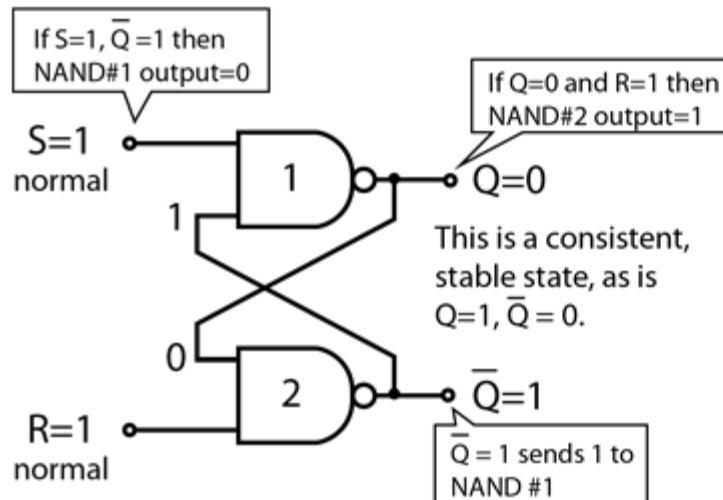 If S=1, Q̅ =1 then
NAND#1 output=0
If Q=0 and R=1 then
NAND#2 output=1
S=1
normal
1
Q=0
1
This is a consistent,
stable state, as is
Q=1, Q̅ = 0.
0
2
Q̅=1
R=1
normal
Q̅ = 1 sends 1 to
NAND #1